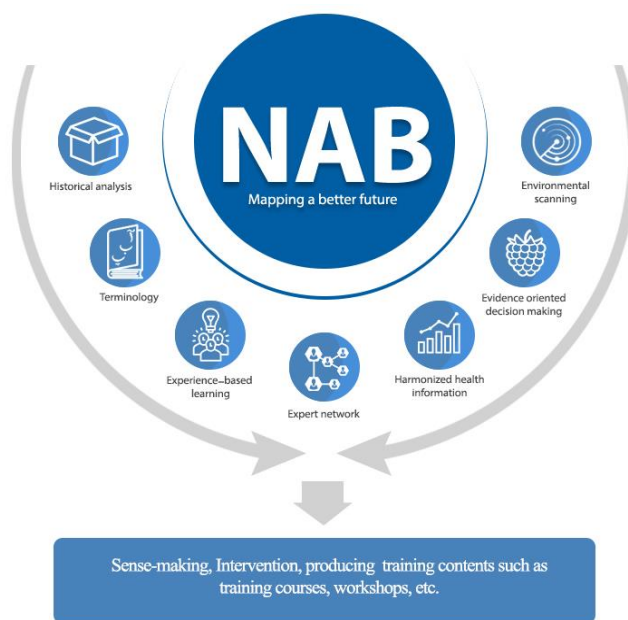 NAB
Mapping a better future
Historical analysis
Environmental
scanning
Terminology
Evidence oriented
decision making
Experience-based
learning
Harmonized health
information
Expert network
Sense-making, Intervention, producing training contents such as
training courses, workshops, etc.